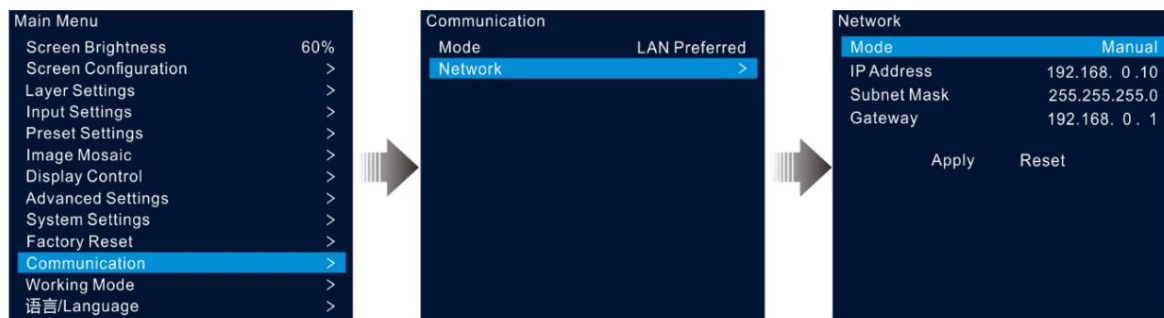 Main Menu
Screen Brightness 60%
Screen Configuration >
Layer Settings >
Input Settings >
Preset Settings >
Image Mosaic >
Display Control >
Advanced Settings >
System Settings >
Factory Reset >
Communication >
Working Mode >
语言/Language >
Communication
Mode LAN Preferred
Network >
Network
Mode Manual
IP Address 192.168. 0 .10
Subnet Mask 255.255.255.0
Gateway 192.168. 0 . 1
Apply Reset